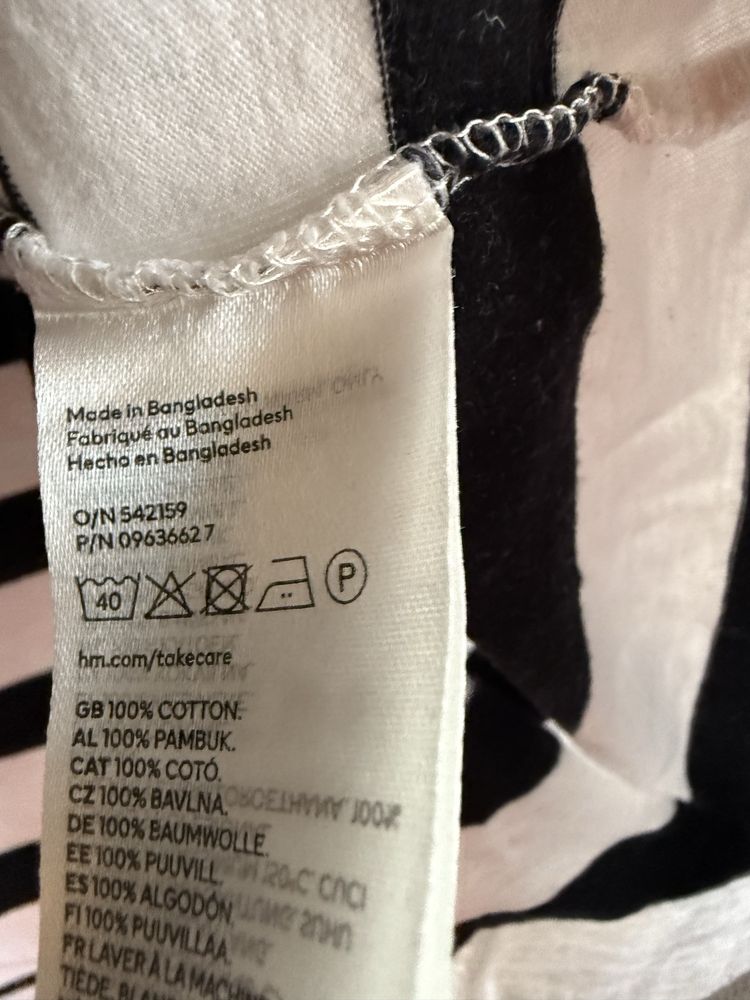 Made in Bangladesh
Fabriqué au Bangladesh
Hecho en Bangladesh
O/N 542159
P/N 09636627
40
P
hm.com/takecare
GB 100% COTTON.
AL 100% PAMBUK.
CAT 100% COTÓ.
CZ 100% BAVLNA.
DE 100% BAUMWOLLE.
EE 100% PUUVILL.
ES 100% ALGODÓN.
FI 100% PUUVILLAA.
FR LAVER À LA MACHINE
TIÈDE,